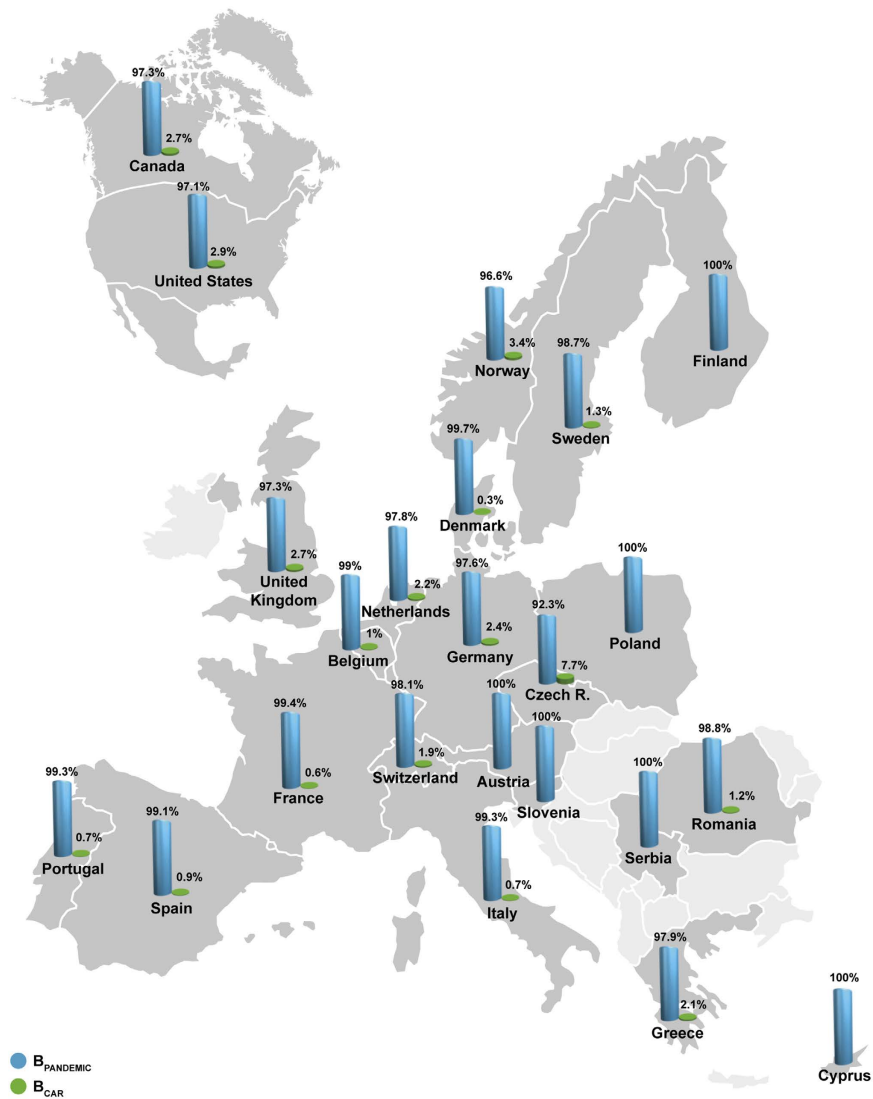 97.3%
2.7%
Canada
97.1%
2.9%
United States
96.6%
3.4%
Norway
98.7%
1.3%
Sweden
100%
Finland
99.7%
0.3%
Denmark
97.3%
2.7%
United
Kingdom
97.8%
2.2%
Netherlands
99%
1%
Belgium
97.6%
2.4%
Germany
92.3%
7.7%
Czech R.
100%
Poland
99.4%
0.6%
France
98.1%
1.9%
Switzerland
100%
Austria
100%
Slovenia
100%
Serbia
98.8%
1.2%
Romania
99.3%
0.7%
Portugal
99.1%
0.9%
Spain
99.3%
0.7%
Italy
97.9%
2.1%
Greece
100%
Cyprus
BPANDEMIC
BCAR